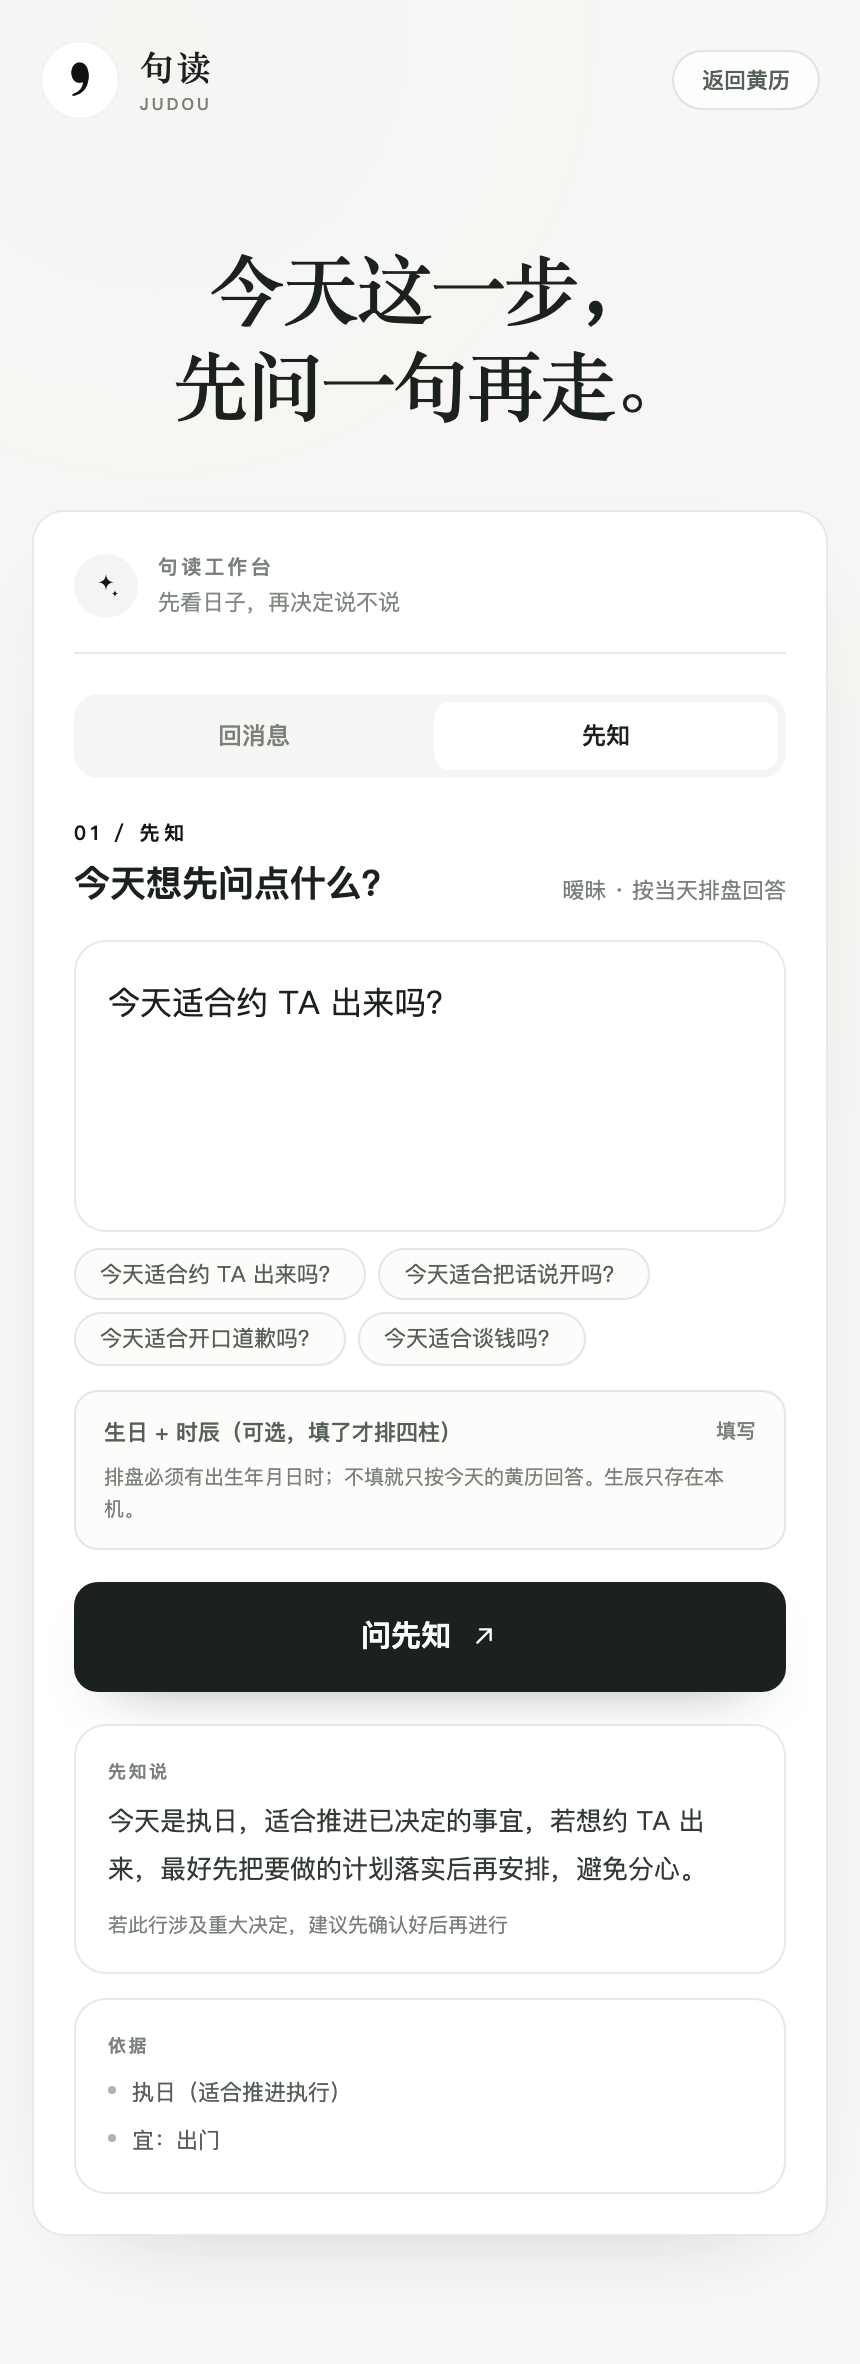 句读
JUDOU
返回黄历
今天这一步，
先问一句再走。
句读工作台
先看日子，再决定说不说
回消息
先知
01 / 先知
今天想先问点什么？
暧昧 · 按当天排盘回答
今天适合约 TA 出来吗？
今天适合约 TA 出来吗？
今天适合把话说开吗？
今天适合开口道歉吗？
今天适合谈钱吗？
生日 + 时辰（可选，填了才排四柱）
填写
排盘必须有出生年月日时；不填就只按今天的黄历回答。生辰只存在本
机。
问先知 ↗
先知说
今天是执日，适合推进已决定的事宜，若想约 TA 出
来，最好先把要做的计划落实后再安排，避免分心。
若此行涉及重大决定，建议先确认好后再进行
依据
执日（适合推进执行）
宜：出门